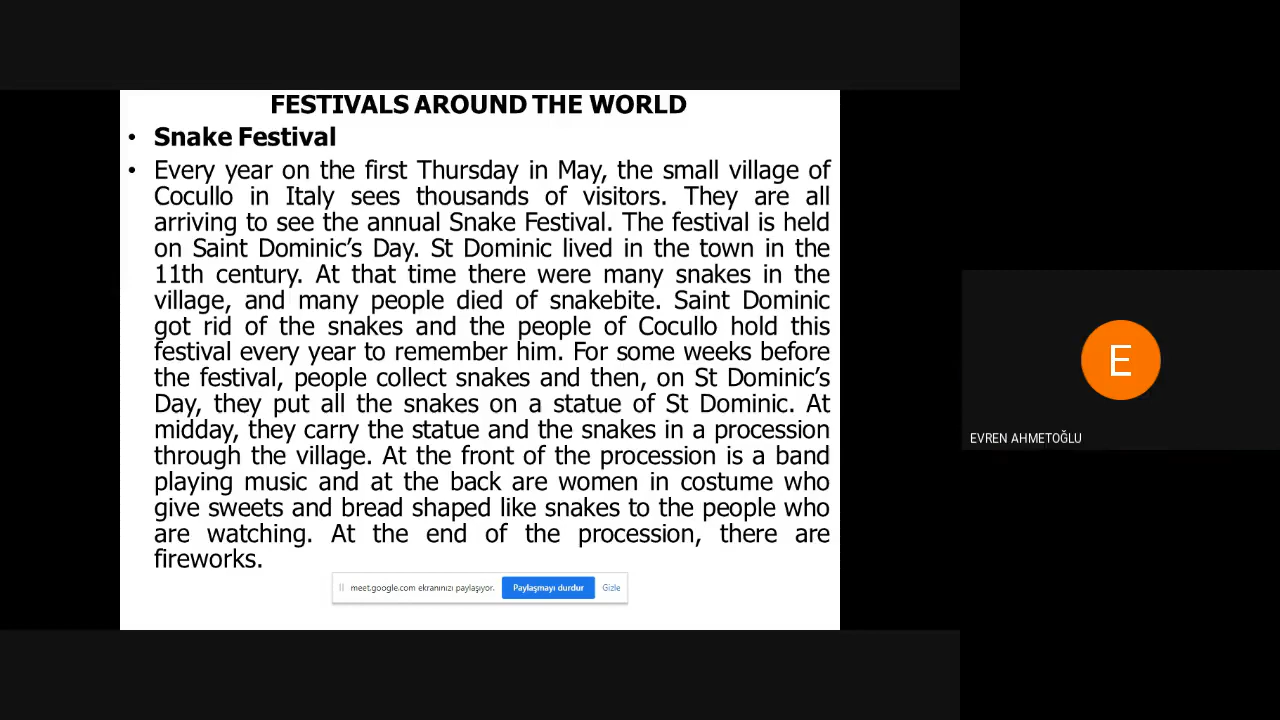 FESTIVALS AROUND THE WORLD
• Snake Festival
• Every year on the first Thursday in May, the small village of
Cocullo in Italy sees thousands of visitors. They are all
arriving to see the annual Snake Festival. The festival is held
on Saint Dominic’s Day. St Dominic lived in the town in the
11th century. At that time there were many snakes in the
village, and many people died of snakebite. Saint Dominic
got rid of the snakes and the people of Cocullo hold this
festival every year to remember him. For some weeks before
the festival, people collect snakes and then, on St Dominic’s
Day, they put all the snakes on a statue of St Dominic. At
midday, they carry the statue and the snakes in a procession
through the village. At the front of the procession is a band
playing music and at the back are women in costume who
give sweets and bread shaped like snakes to the people who
are watching. At the end of the procession, there are
fireworks.
meet.google.com ekranınızı paylaşıyor. Paylaşmayı durdur Gizle
E
EVREN AHMETOĞLU